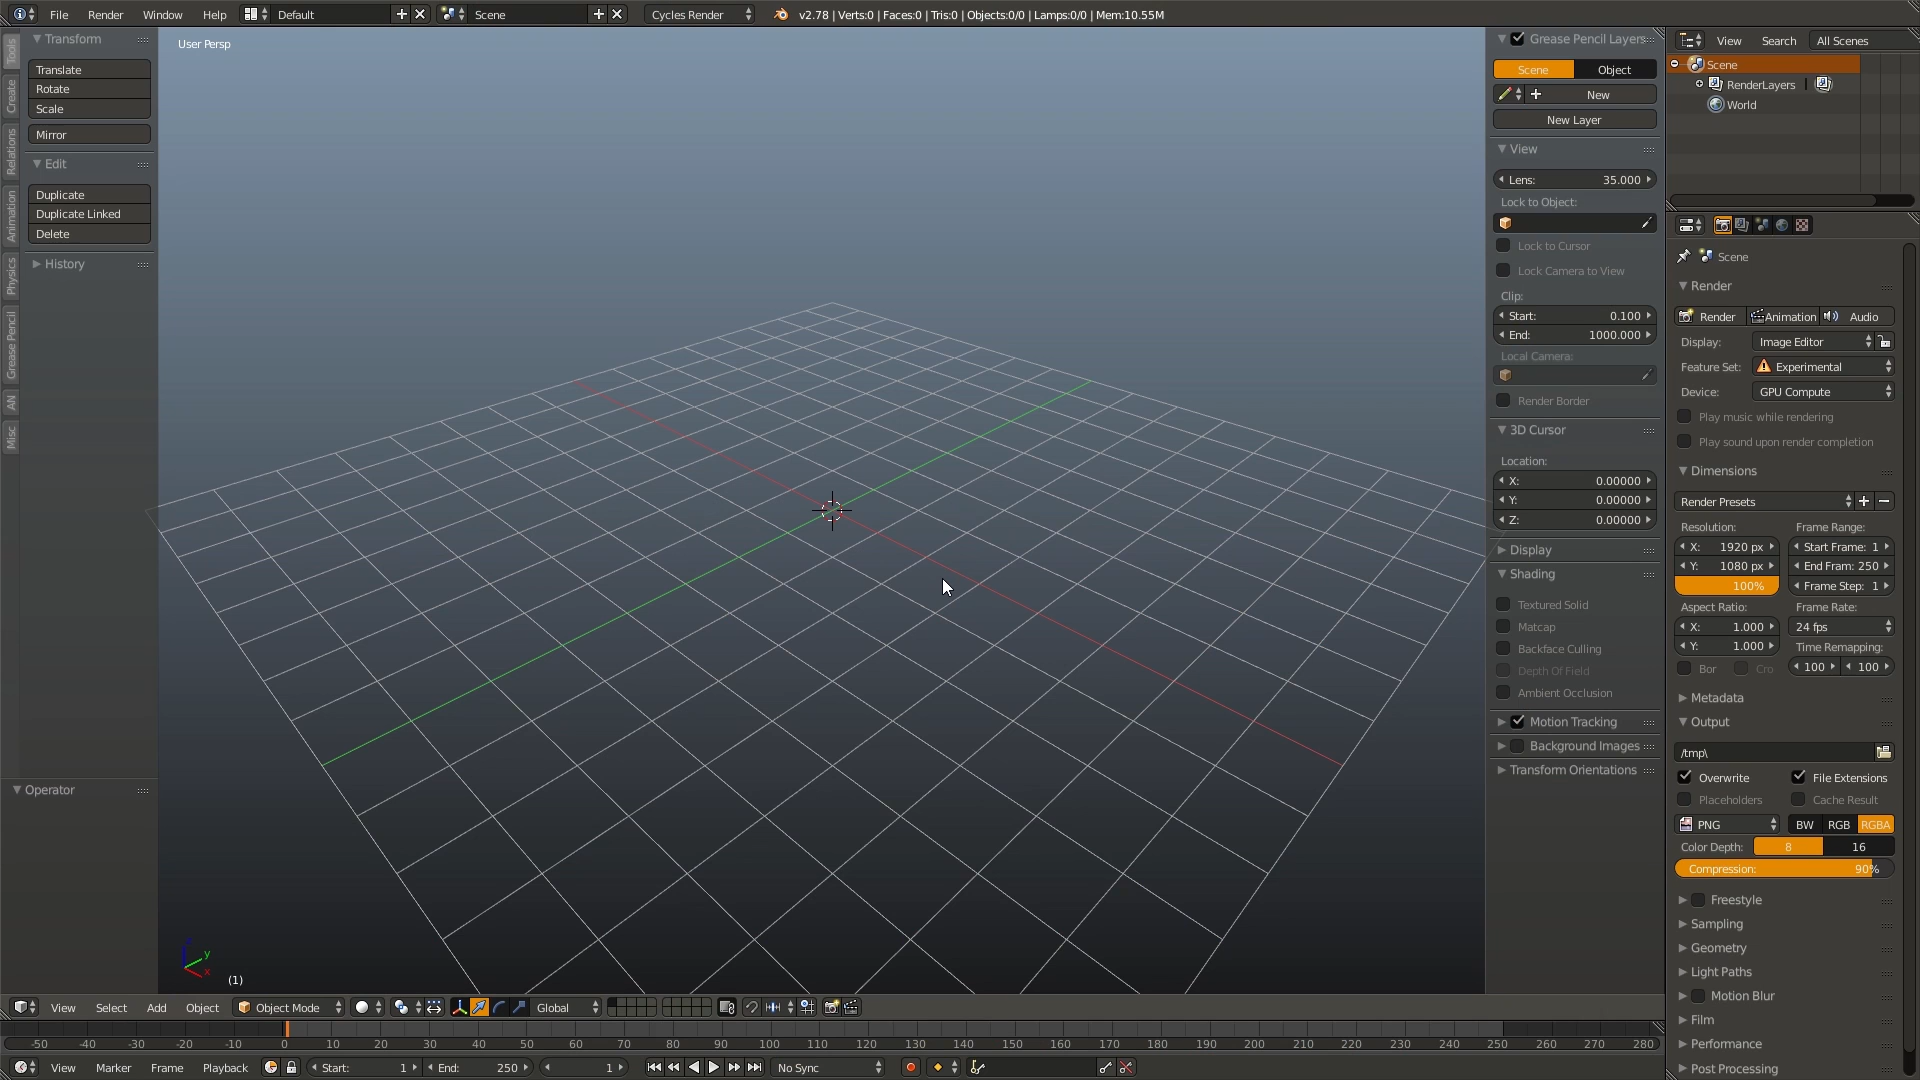 File Render Window Help Default Scene Cycles Render v2.78 | Verts:0 | Faces:0 | Tris:0 | Objects:0/0 | Lamps:0/0 | Mem:10.55M
Tools
Create
Relations
Animation
Physics
Grease Pencil
AN
Misc
Transform
Translate
Rotate
Scale
Mirror
Edit
Duplicate
Duplicate Linked
Delete
History
Operator
User Persp
z
y
x
(1)
Grease Pencil Layers
Scene Object
New
New Layer
View
Lens: 35.000
Lock to Object:
Lock to Cursor
Lock Camera to View
Clip:
Start: 0.100
End: 1000.000
Local Camera:
Render Border
3D Cursor
Location:
X: 0.00000
Y: 0.00000
Z: 0.00000
Display
Shading
Textured Solid
Matcap
Backface Culling
Depth Of Field
Ambient Occlusion
Motion Tracking
Background Images
Transform Orientations
View Search All Scenes
Scene
RenderLayers |
World
Scene
Render
Render Animation Audio
Display: Image Editor
Feature Set: Experimental
Device: GPU Compute
Play music while rendering
Play sound upon render completion
Dimensions
Render Presets
Resolution: Frame Range:
X: 1920 px Start Frame: 1
Y: 1080 px End Fram: 250
100% Frame Step: 1
Aspect Ratio: Frame Rate:
X: 1.000 24 fps
Y: 1.000 Time Remapping:
Bor Cro 100 100
Metadata
Output
/tmp\
Overwrite File Extensions
Placeholders Cache Result
PNG BW RGB RGBA
Color Depth: 8 16
Compression: 90%
Freestyle
Sampling
Geometry
Light Paths
Motion Blur
Film
Performance
Post Processing
View Select Add Object Object Mode Global
-50 -40 -30 -20 -10 0 10 20 30 40 50 60 70 80 90 100 110 120 130 140 150 160 170 180 190 200 210 220 230 240 250 260 270 280
View Marker Frame Playback Start: 1 End: 250 1 No Sync